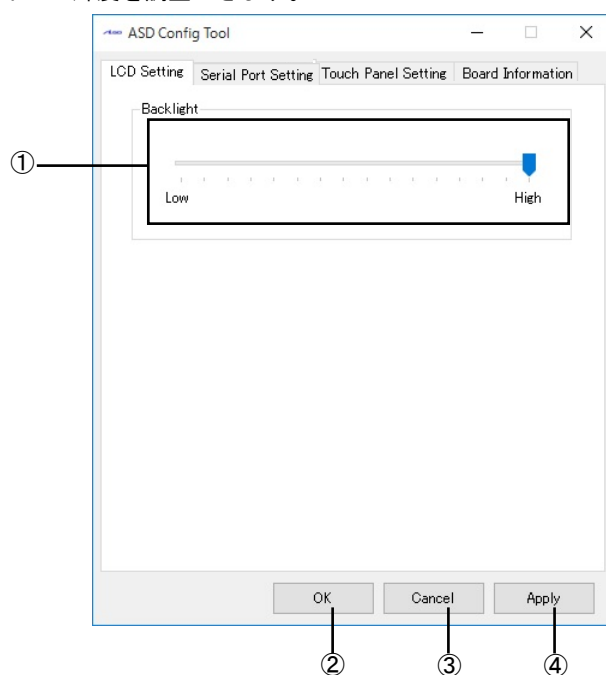 ASD Config Tool
LCD Setting Serial Port Setting Touch Panel Setting Board Information
Backlight
①
Low High
OK Cancel Apply
② ③ ④